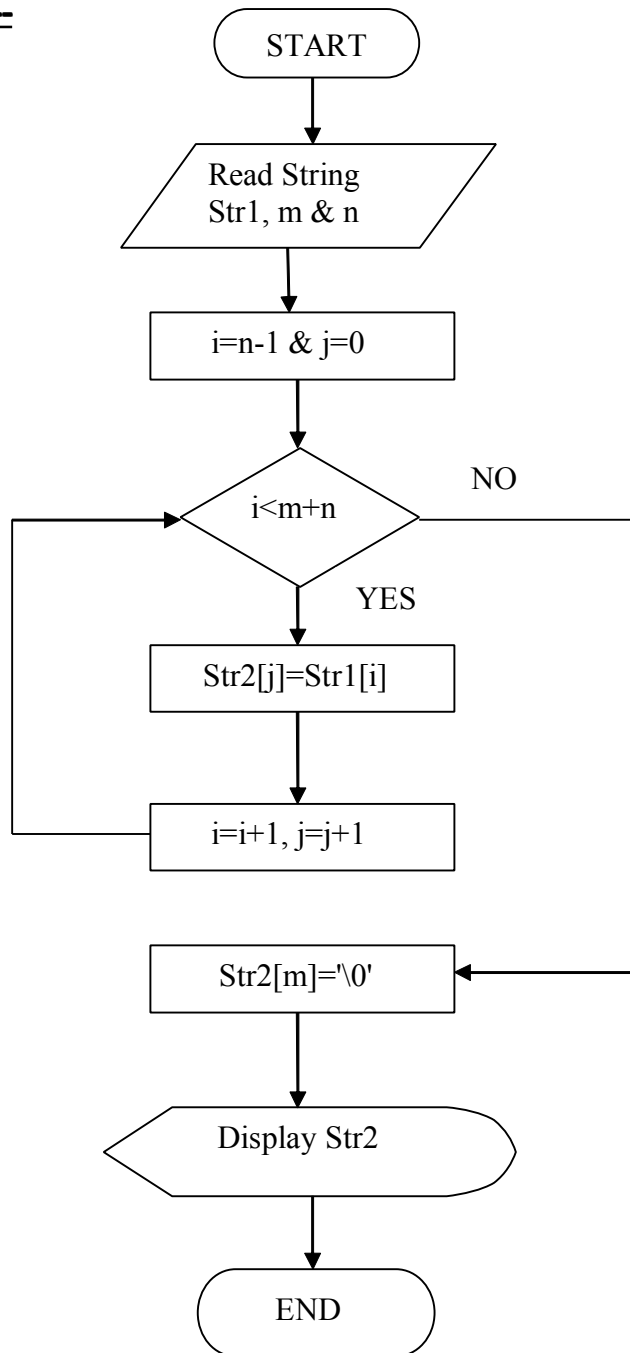 START
Read String
Str1, m & n
i=n-1 & j=0
i<m+n
NO
YES
Str2[j]=Str1[i]
i=i+1, j=j+1
Str2[m]='\0'
Display Str2
END